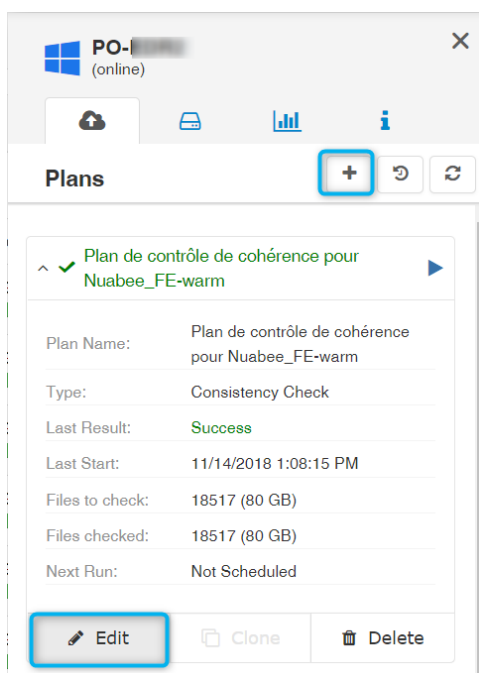 PO-
(online)
Plans
Plan de contrôle de cohérence pour
Nuabee_FE-warm
Plan Name: Plan de contrôle de cohérence
pour Nuabee_FE-warm
Type: Consistency Check
Last Result: Success
Last Start: 11/14/2018 1:08:15 PM
Files to check: 18517 (80 GB)
Files checked: 18517 (80 GB)
Next Run: Not Scheduled
Edit Clone Delete